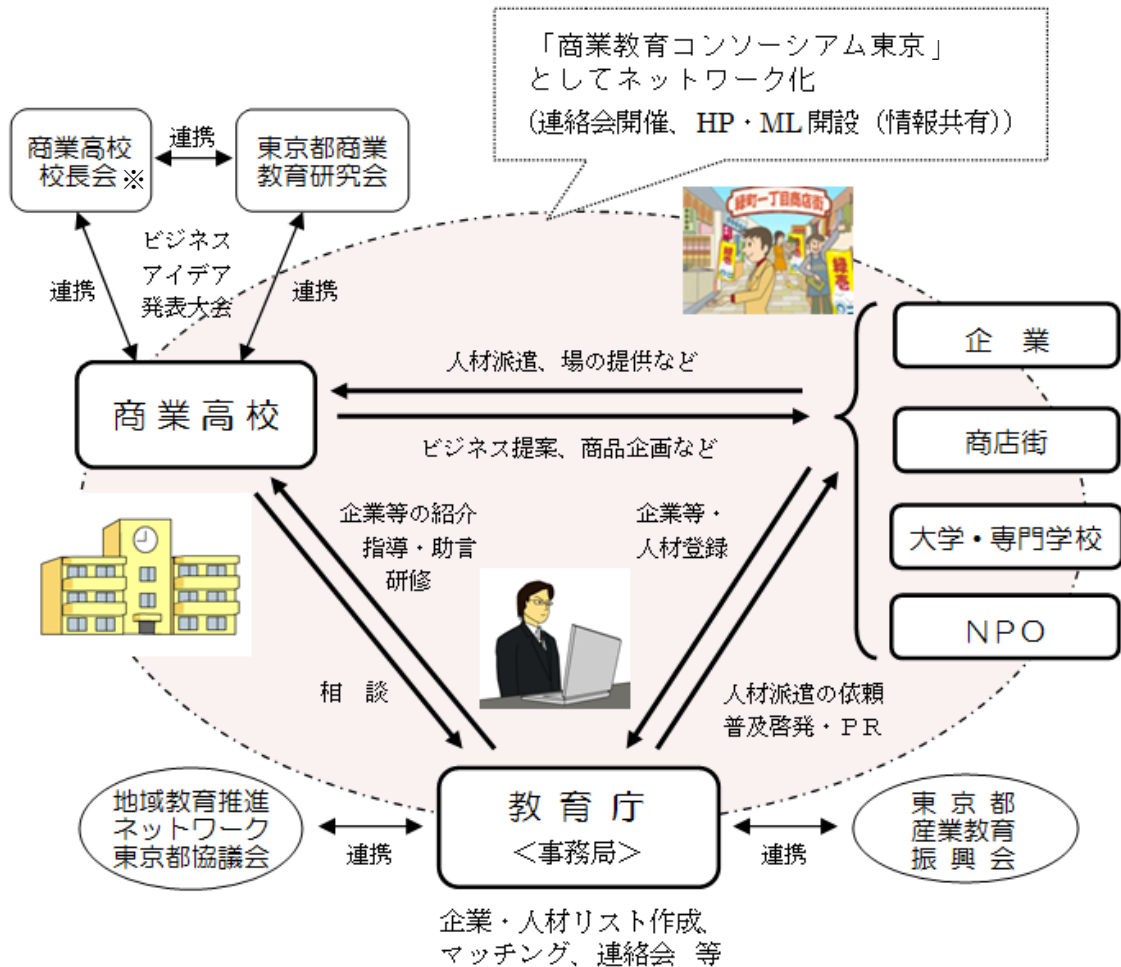 「商業教育コンソーシアム東京」
としてネットワーク化
(連絡会開催、HP・ML開設(情報共有))
商業高校
校長会※
連携
東京都商業
教育研究会
連携
ビジネス
アイデア
発表大会
連携
緑町一丁目商店街
商業高校
人材派遣、場の提供など
ビジネス提案、商品企画など
企業
商店街
大学・専門学校
NPO
企業等の紹介
指導・助言
研修
企業等・
人材登録
相談
人材派遣の依頼
普及啓発・PR
地域教育推進
ネットワーク
東京都協議会
連携
教育庁
＜事務局＞
連携
東京都
産業教育
振興会
企業・人材リスト作成、
マッチング、連絡会 等